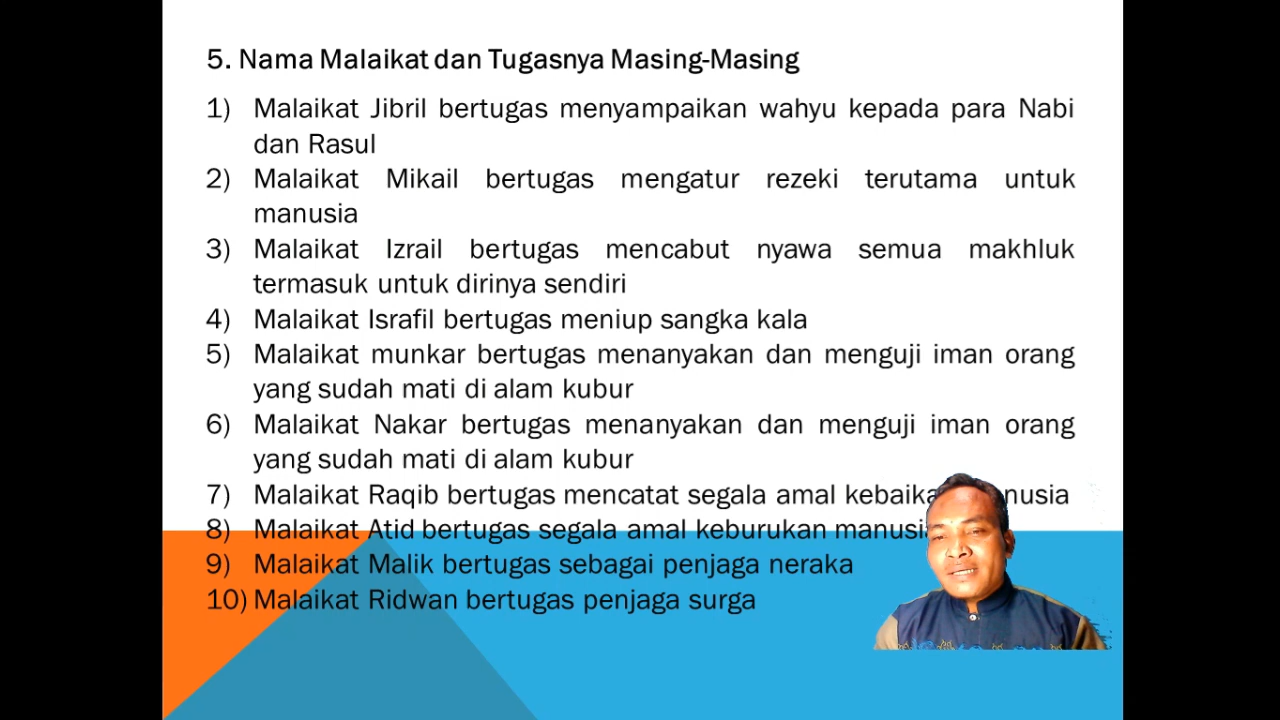 5. Nama Malaikat dan Tugasnya Masing-Masing
1) Malaikat Jibril bertugas menyampaikan wahyu kepada para Nabi
dan Rasul
2) Malaikat Mikail bertugas mengatur rezeki terutama untuk
manusia
3) Malaikat Izrail bertugas mencabut nyawa semua makhluk
termasuk untuk dirinya sendiri
4) Malaikat Israfil bertugas meniup sangka kala
5) Malaikat munkar bertugas menanyakan dan menguji iman orang
yang sudah mati di alam kubur
6) Malaikat Nakar bertugas menanyakan dan menguji iman orang
yang sudah mati di alam kubur
7) Malaikat Raqib bertugas mencatat segala amal
8) Malaikat Atid bertugas segala amal keburukan manusia
9) Malaikat Malik bertugas sebagai penjaga neraka
10) Malaikat Ridwan bertugas penjaga surga